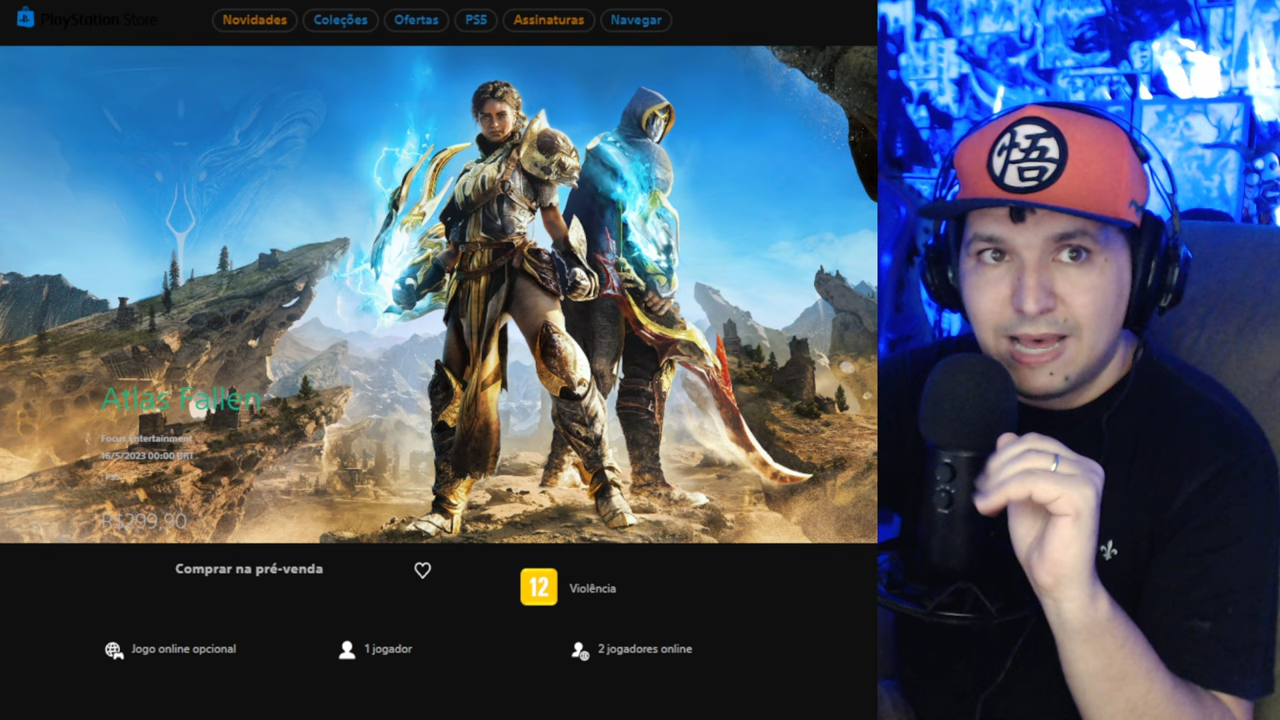 PlayStation Store
Novidades
Coleções
Ofertas
PS5
Assinaturas
Navegar
悟
Atlas Fallen
Focus Entertainment
16/5/2023 00:00 BRT
R$299,90
Comprar na pré-venda
12
Violência
Jogo online opcional
1 jogador
2 jogadores online